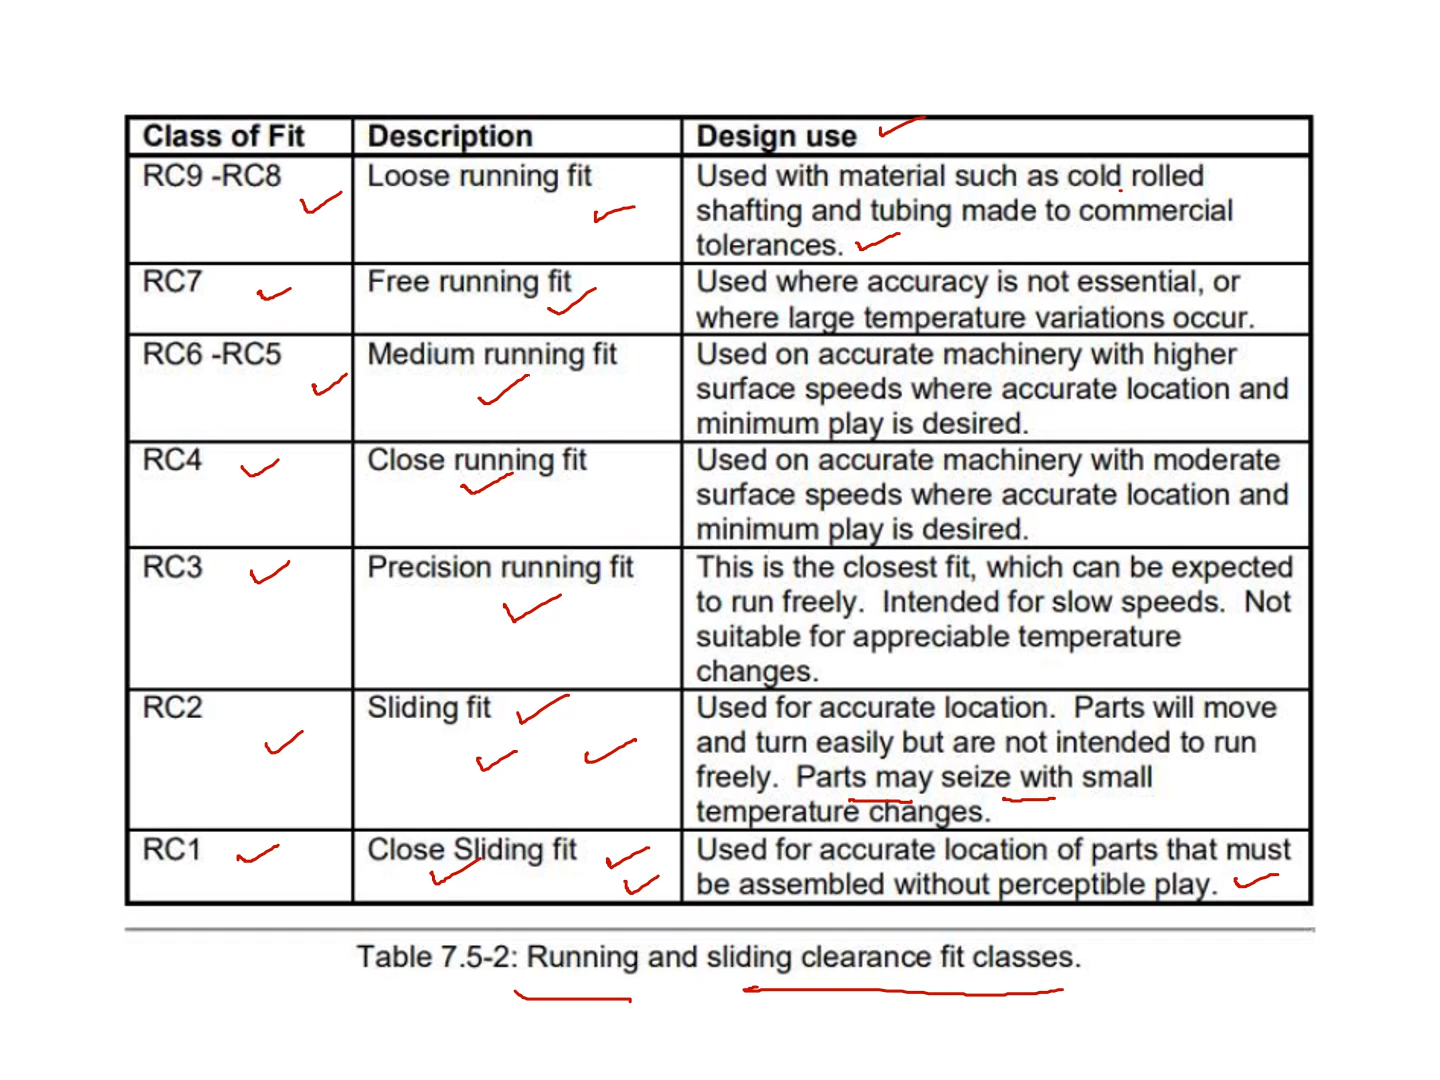 Class of Fit Description Design use
RC9 -RC8 Loose running fit Used with material such as cold rolled
shafting and tubing made to commercial
tolerances.
RC7 Free running fit Used where accuracy is not essential, or
where large temperature variations occur.
RC6 -RC5 Medium running fit Used on accurate machinery with higher
surface speeds where accurate location and
minimum play is desired.
RC4 Close running fit Used on accurate machinery with moderate
surface speeds where accurate location and
minimum play is desired.
RC3 Precision running fit This is the closest fit, which can be expected
to run freely. Intended for slow speeds. Not
suitable for appreciable temperature
changes.
RC2 Sliding fit Used for accurate location. Parts will move
and turn easily but are not intended to run
freely. Parts may seize with small
temperature changes.
RC1 Close Sliding fit Used for accurate location of parts that must
be assembled without perceptible play.
Table 7.5-2: Running and sliding clearance fit classes.